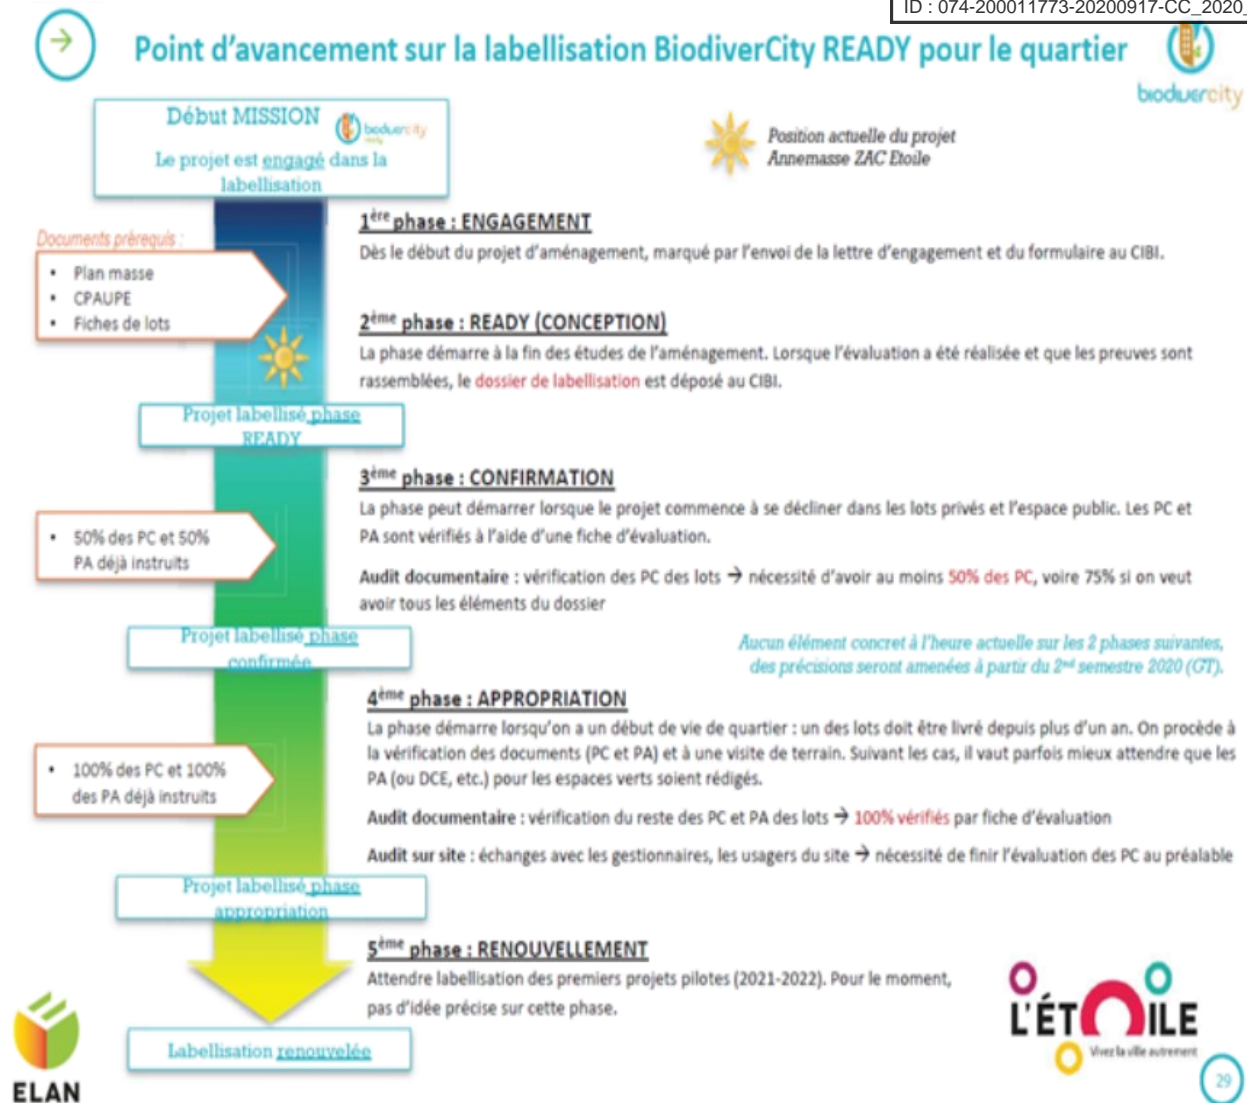 ID : 074-200011773-20200917-CC_2020_
Point d'avancement sur la labellisation BiodiverCity READY pour le quartier
biodivercity
Début MISSION
biodivercity
ready
Le projet est engagé dans la
labellisation
Position actuelle du projet
Annemasse ZAC Etoile
1ère phase : ENGAGEMENT
Dès le début du projet d'aménagement, marqué par l'envoi de la lettre d'engagement et du formulaire au CIBI.
Documents prérequis :
• Plan masse
• CPAUPE
• Fiches de lots
2ème phase : READY (CONCEPTION)
La phase démarre à la fin des études de l'aménagement. Lorsque l'évaluation a été réalisée et que les preuves sont
rassemblées, le dossier de labellisation est déposé au CIBI.
Projet labellisé phase
READY
3ème phase : CONFIRMATION
La phase peut démarrer lorsque le projet commence à se décliner dans les lots privés et l'espace public. Les PC et
PA sont vérifiés à l'aide d'une fiche d'évaluation.
• 50% des PC et 50%
PA déjà instruits
Audit documentaire : vérification des PC des lots → nécessité d'avoir au moins 50% des PC, voire 75% si on veut
avoir tous les éléments du dossier
Projet labellisé phase
confirmée
Aucun élément concret à l'heure actuelle sur les 2 phases suivantes,
des précisions seront amenées à partir du 2nd semestre 2020 (GT).
4ème phase : APPROPRIATION
La phase démarre lorsqu'on a un début de vie de quartier : un des lots doit être livré depuis plus d'un an. On procède à
la vérification des documents (PC et PA) et à une visite de terrain. Suivant les cas, il vaut parfois mieux attendre que les
PA (ou DCE, etc.) pour les espaces verts soient rédigés.
• 100% des PC et 100%
des PA déjà instruits
Audit documentaire : vérification du reste des PC et PA des lots → 100% vérifiés par fiche d'évaluation
Audit sur site : échanges avec les gestionnaires, les usagers du site → nécessité de finir l'évaluation des PC au préalable
Projet labellisé phase
appropriation
5ème phase : RENOUVELLEMENT
Attendre labellisation des premiers projets pilotes (2021-2022). Pour le moment,
pas d'idée précise sur cette phase.
Labellisation renouvelée
ELAN
L'ÉTOILE
Vivez la ville autrement
29